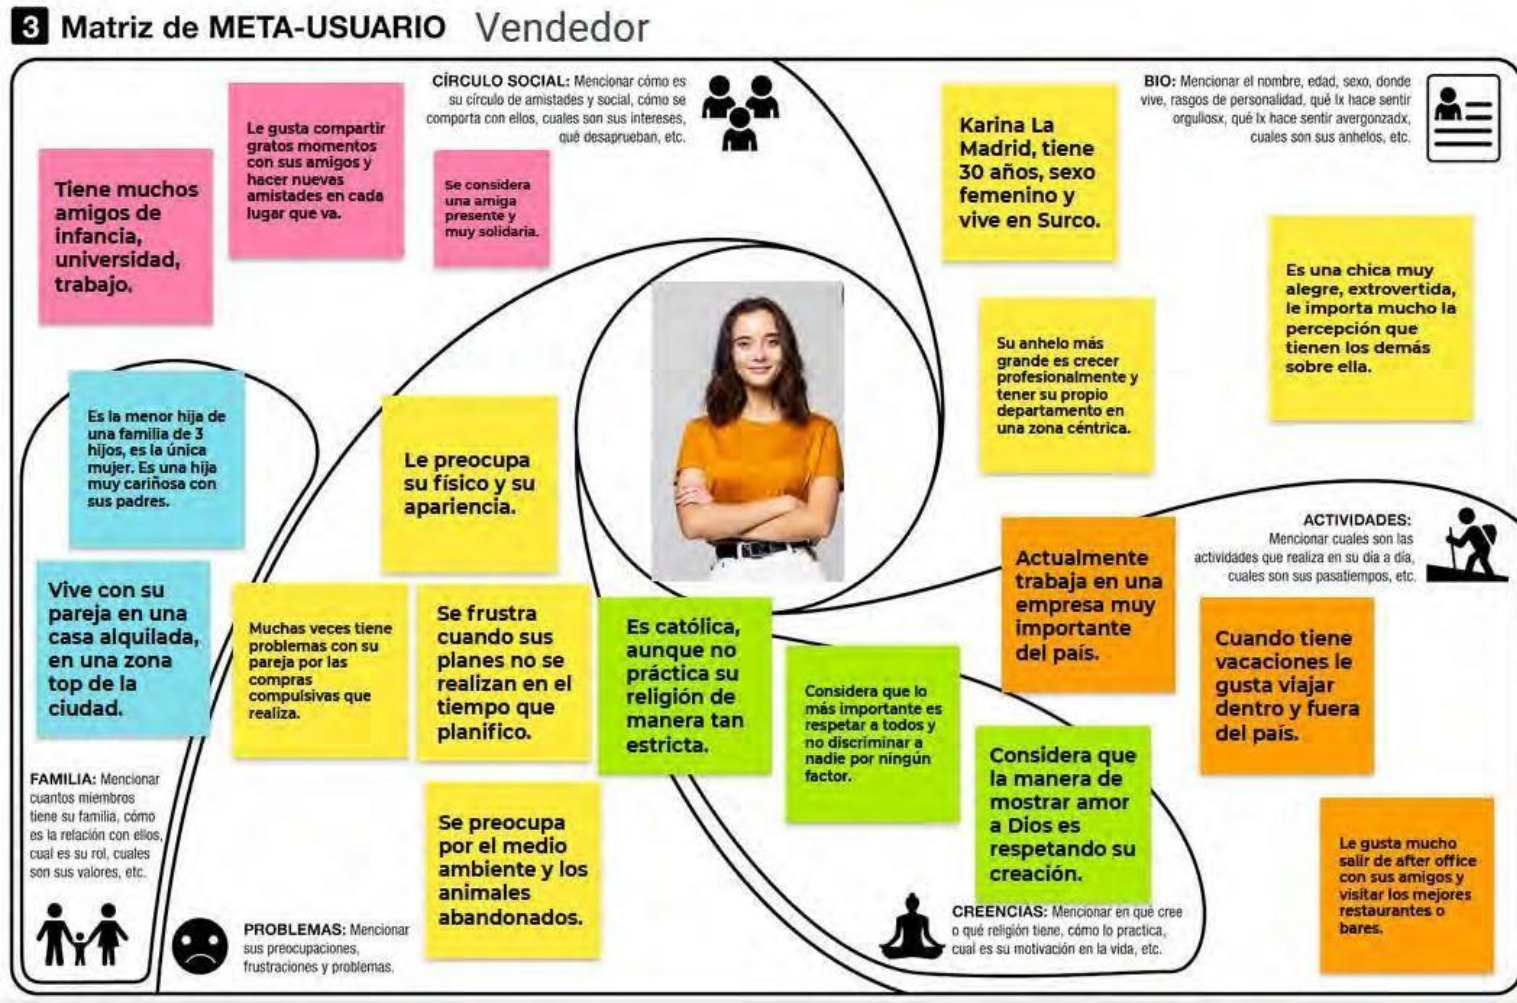 3 Matriz de META-USUARIO Vendedor
CÍRCULO SOCIAL: Mencionar cómo es
su círculo de amistades y social, cómo se
comporta con ellos, cuales son sus intereses,
qué desaprueban, etc.
Tiene muchos
amigos de
infancia,
universidad,
trabajo.
Le gusta compartir
gratos momentos
con sus amigos y
hacer nuevas
amistades en cada
lugar que va.
Se considera
una amiga
presente y
muy solidaria.
BIO: Mencionar el nombre, edad, sexo, donde
vive, rasgos de personalidad, qué lx hace sentir
orgullosx, qué lx hace sentir avergonzadx,
cuales son sus anhelos, etc.
Karina La
Madrid, tiene
30 años, sexo
femenino y
vive en Surco.
Es una chica muy
alegre, extrovertida,
le importa mucho la
percepción que
tienen los demás
sobre ella.
Su anhelo más
grande es crecer
profesionalmente y
tener su propio
departamento en
una zona céntrica.
Es la menor hija de
una familia de 3
hijos, es la única
mujer. Es una hija
muy cariñosa con
sus padres.
Vive con su
pareja en una
casa alquilada,
en una zona
top de la
ciudad.
FAMILIA: Mencionar
cuantos miembros
tiene su familia, cómo
es la relación con ellos,
cual es su rol, cuales
son sus valores, etc.
Le preocupa
su físico y su
apariencia.
Muchas veces tiene
problemas con su
pareja por las
compras
compulsivas que
realiza.
Se frustra
cuando sus
planes no se
realizan en el
tiempo que
planifico.
Se preocupa
por el medio
ambiente y los
animales
abandonados.
PROBLEMAS: Mencionar
sus preocupaciones,
frustraciones y problemas.
Es católica,
aunque no
práctica su
religión de
manera tan
estricta.
Considera que lo
más importante es
respetar a todos y
no discriminar a
nadie por ningún
factor.
Considera que
la manera de
mostrar amor
a Dios es
respetando su
creación.
CREENCIAS: Mencionar en qué cree
o qué religión tiene, cómo lo practica,
cual es su motivación en la vida, etc.
ACTIVIDADES:
Mencionar cuales son las
actividades que realiza en su día a día,
cuales son sus pasatiempos, etc.
Actualmente
trabaja en una
empresa muy
importante
del país.
Cuando tiene
vacaciones le
gusta viajar
dentro y fuera
del país.
Le gusta mucho
salir de after office
con sus amigos y
visitar los mejores
restaurantes o
bares.